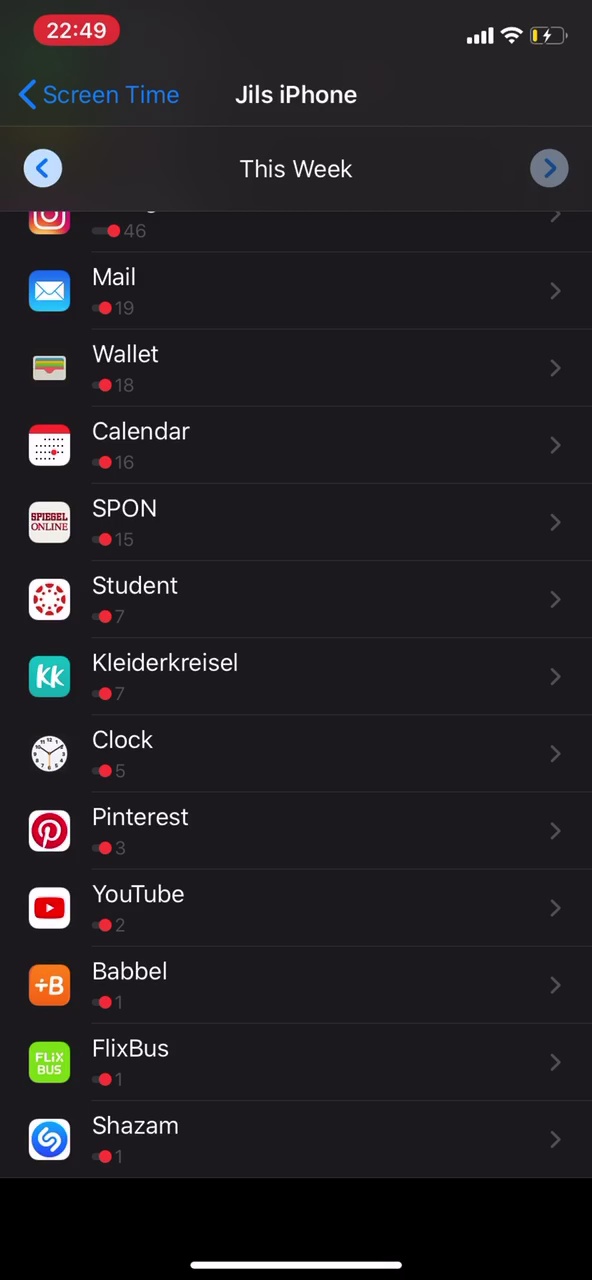 22:49
Screen Time
Jils iPhone
This Week
46
Mail
19
Wallet
18
Calendar
16
SPIEGEL
ONLINE
SPON
15
Student
7
KK
Kleiderkreisel
7
Clock
5
Pinterest
3
YouTube
2
+B
Babbel
1
FLiX
BUS
FlixBus
1
Shazam
1